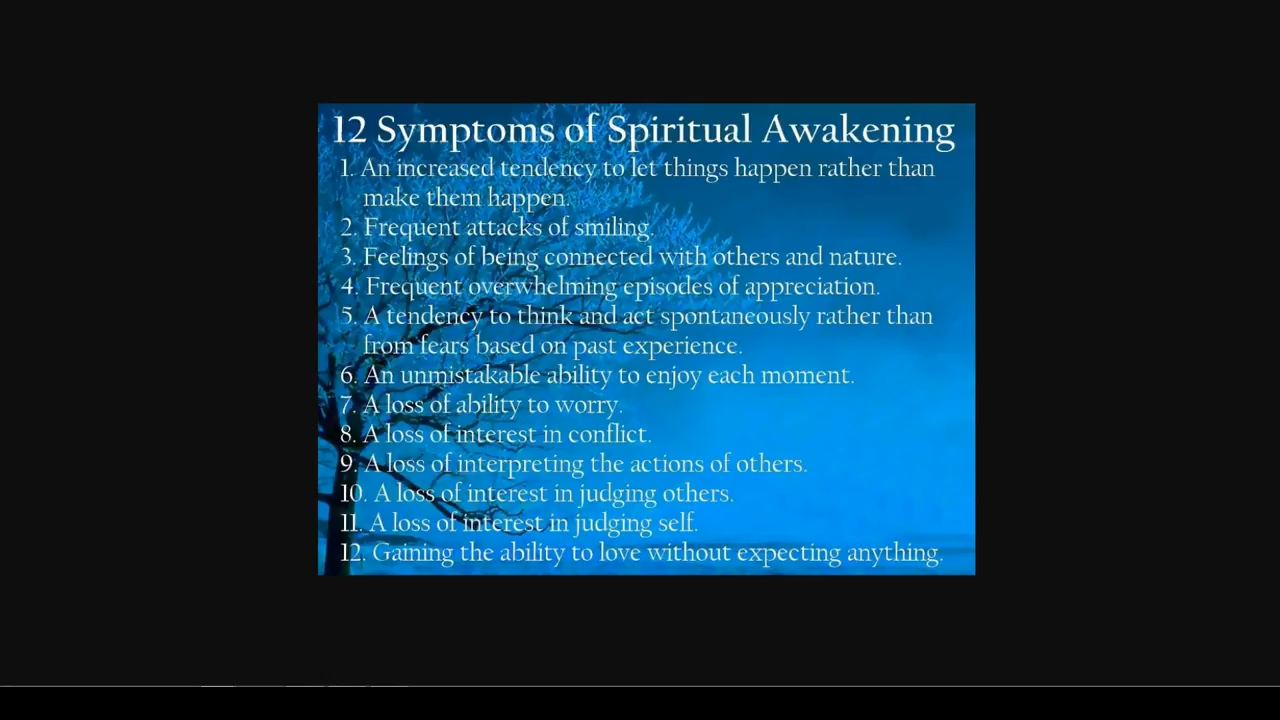 12 Symptoms of Spiritual Awakening
1. An increased tendency to let things happen rather than
make them happen.
2. Frequent attacks of smiling.
3. Feelings of being connected with others and nature.
4. Frequent overwhelming episodes of appreciation.
5. A tendency to think and act spontaneously rather than
from fears based on past experience.
6. An unmistakable ability to enjoy each moment.
7. A loss of ability to worry.
8. A loss of interest in conflict.
9. A loss of interpreting the actions of others.
10. A loss of interest in judging others.
11. A loss of interest in judging self.
12. Gaining the ability to love without expecting anything.